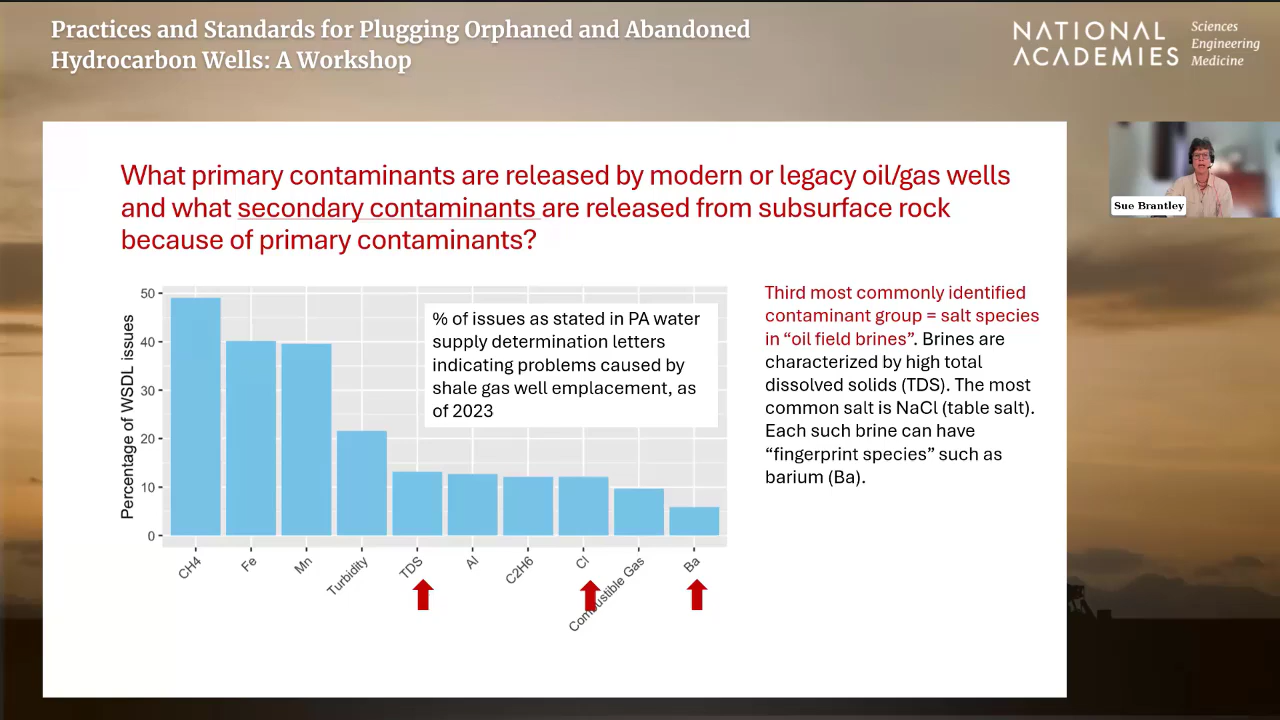 Practices and Standards for Plugging Orphaned and Abandoned
Hydrocarbon Wells: A Workshop
NATIONAL
ACADEMIES
Sciences
Engineering
Medicine
What primary contaminants are released by modern or legacy oil/gas wells
and what secondary contaminants are released from subsurface rock
because of primary contaminants?
Sue Brantley
Percentage of WSDL issues
50
40
30
20
10
0
% of issues as stated in PA water
supply determination letters
indicating problems caused by
shale gas well emplacement, as
of 2023
CH4
Fe
Mn
Turbidity
TDS
Al
C2H6
Cl
Combustible Gas
Ba
Third most commonly identified
contaminant group = salt species
in “oil field brines”. Brines are
characterized by high total
dissolved solids (TDS). The most
common salt is NaCl (table salt).
Each such brine can have
“fingerprint species” such as
barium (Ba).